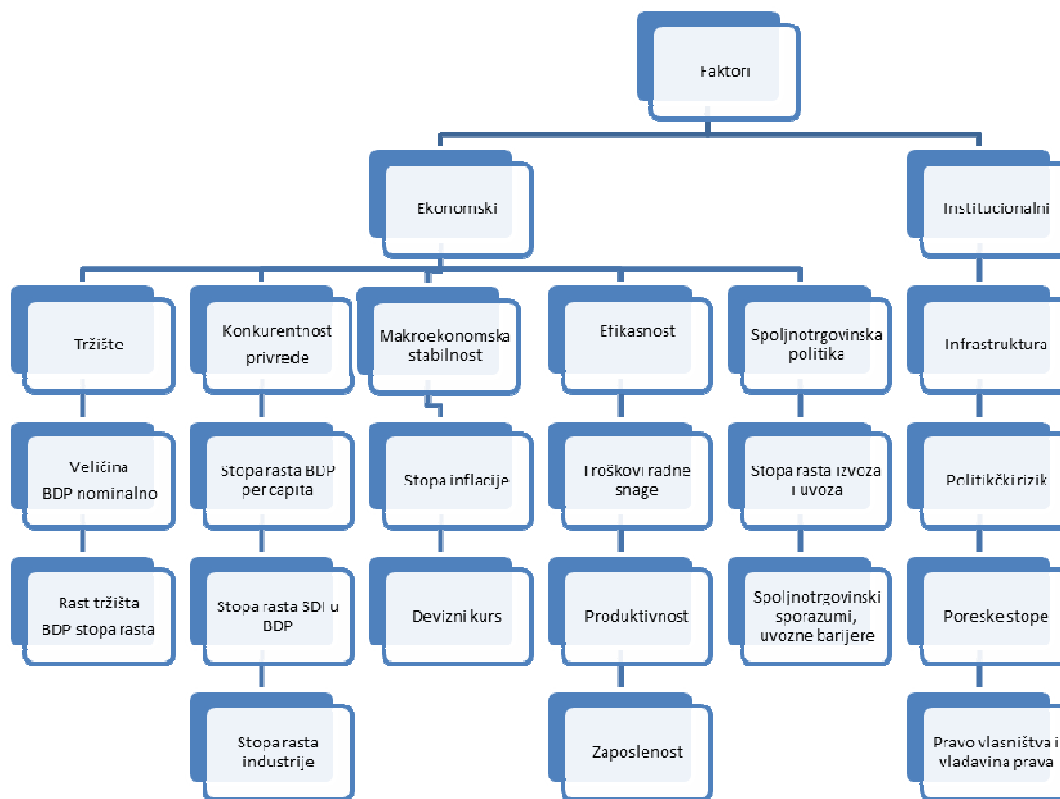 Faktori
Ekonomski
Institucionalni
Tržište
Konkurentnost
privrede
Makroekonomska
stabilnost
Efikasnost
Spoljnotrgovinska
politika
Infrastruktura
Veličina
BDP nominalno
Stopa rasta BDP
per capita
Stopa inflacije
Troškovi radne
snage
Stopa rasta izvoza
i uvoza
Politikčki rizik
Rast tržišta
BDP stopa rasta
Stopa rasta SDI u
BDP
Devizni kurs
Produktivnost
Spoljnotrgovinski
sporazumi,
uvozne barijere
Poreske stope
Stopa rasta
industrije
Zaposlenost
Pravo vlasništva i
vladavina prava